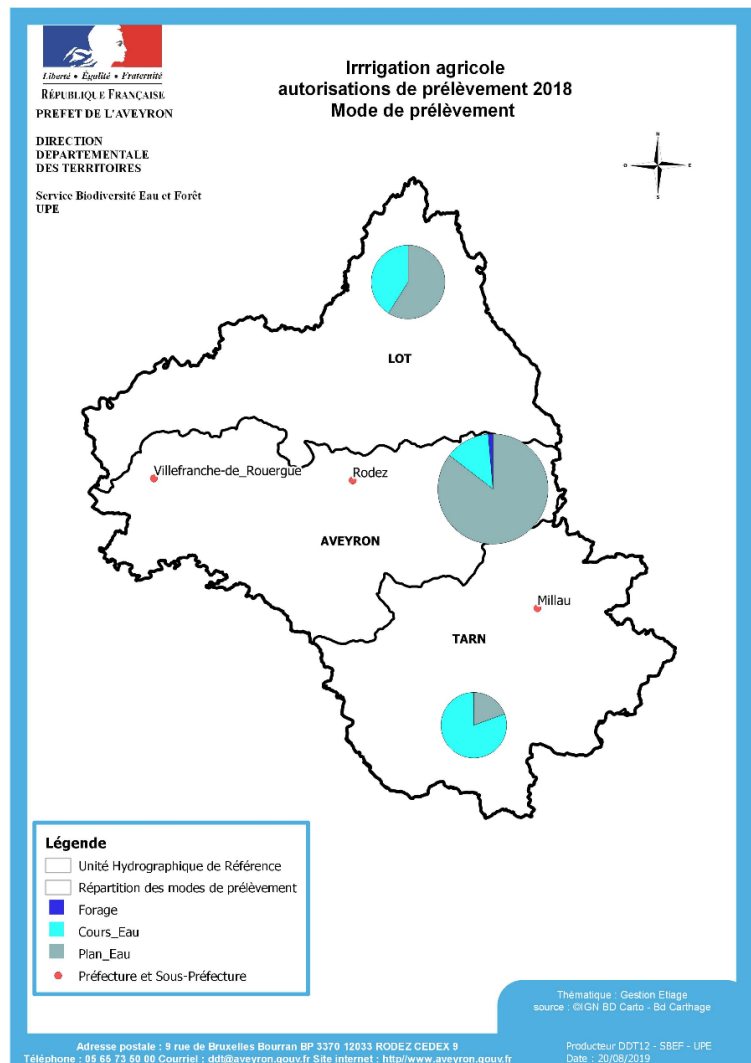 Liberté • Égalité • Fraternité
RÉPUBLIQUE FRANÇAISE
PREFET DE L'AVEYRON
DIRECTION
DEPARTEMENTALE
DES TERRITOIRES
Service Biodiversité Eau et Forêt
UPE
Irrrigation agricole
autorisations de prélèvement 2018
Mode de prélèvement
N
O
E
S
LOT
Villefranche-de_Rouergue
Rodez
AVEYRON
Millau
TARN
Légende
Unité Hydrographique de Référence
Répartition des modes de prélèvement
Forage
Cours_Eau
Plan_Eau
Préfecture et Sous-Préfecture
Thématique : Gestion Etiage
source : ©IGN BD Carto - Bd Carthage
Adresse postale : 9 rue de Bruxelles Bourran BP 3370 12033 RODEZ CEDEX 9
Téléphone : 05 65 73 50 00 Courriel : ddt@aveyron.gouv.fr Site internet : http//www.aveyron.gouv.fr
Producteur DDT12 - SBEF - UPE
Date : 20/08/2019